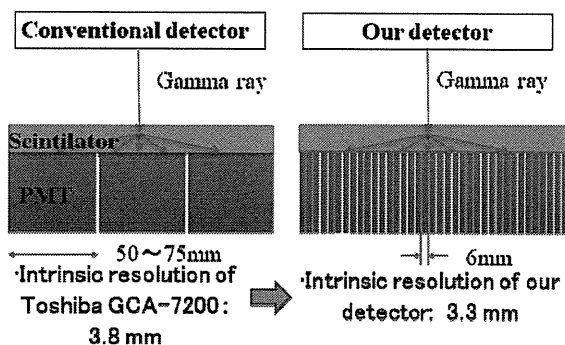 Conventional detector
Gamma ray
Scintilator
PMT
50～75mm
·Intrinsic resolution of
Toshiba GCA-7200:
3.8 mm
Our detector
Gamma ray
6mm
·Intrinsic resolution of our
detector: 3.3 mm